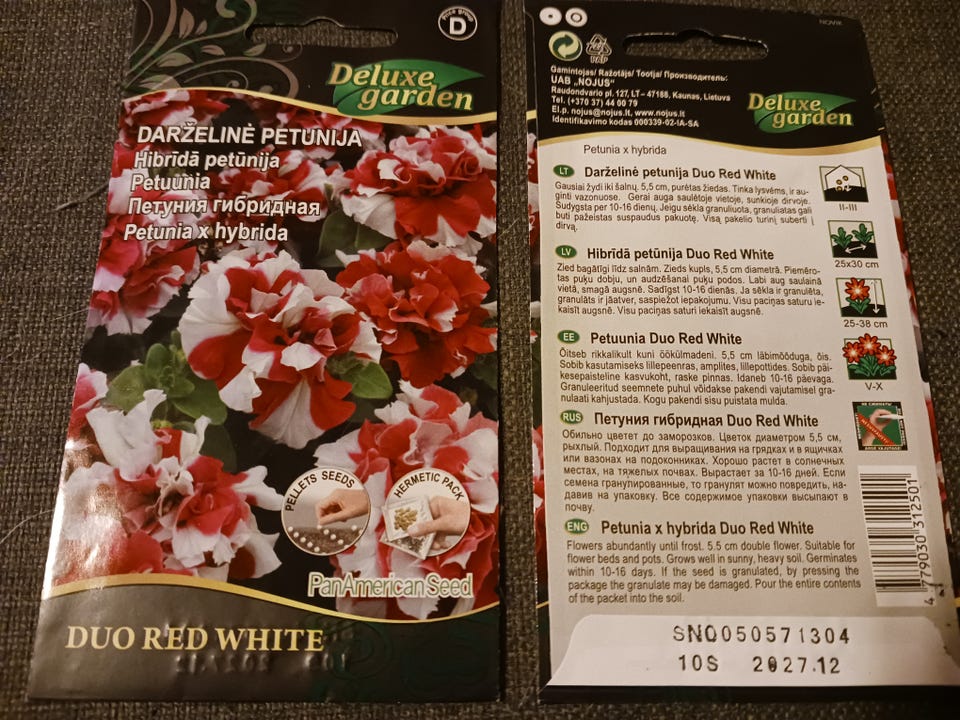 Price group
D
Deluxe
garden
DARŽELINĖ PETUNIJA
Hibrīdā petūnija
Petuunia
Петуния гибридная
Petunia x hybrida
PELLETS SEEDS
HERMETIC PACK
PanAmerican Seed
DUO RED WHITE
PAP
Gamintojas/ Ražotājs/ Tootja/ Производитель:
UAB „NOJUS"
Raudondvario pl. 127, LT– 47188, Kaunas, Lietuvs
Tel. (+370 37) 44 00 79
El.p. nojus@nojus.lt, www.nojus.lt
Identifikavimo kodas 000339-02-IA-SA
Deluxe
garden
Petunia x hybrida
LT Darželinė petunija Duo Red White
Gausiai žydi iki šalnų. 5,5 cm, purėtas žiedas. Tinka lysvėms, ir au-
ginti vazonuose. Gerai auga saulėtoje vietoje, sunkioje dirvoje.
Sudygsta per 10-16 dienų. Jeigu sėkla granuliuota, granuliatas gali
buti pažeistas suspaudus pakuotę. Visą pakelio turinį suberti į
dirvą.
II-III
LV Hibrīdā petūnija Duo Red White
Zied bagātīgi līdz salnām. Zieds kupls, 5,5 cm diametrā. Piemēro-
tas puķu dobju, un audzēšanai puķu podos. Labi aug saulainā
vietā, smagā augsnē. Sadīgst 10-16 dienās. Ja sēkla ir granulēta,
granulāts ir jāatver, saspiežot iepakojumu. Visu paciņas saturu ie-
kaisīt augsnē. Visu paciņas saturi iekaisīt augsnē.
25x30 cm
25-38 cm
EE Petuunia Duo Red White
Õitseb rikkalikult kuni öökülmadeni. 5,5 cm läbimõõduga, õis.
Sobib kasutamiseks lillepeenras, amplites, lillepottides. Sobib päi-
kesepaisteline kasvukoht, raske pinnas. Idaneb 10-16 päevaga.
Granuleeritud seemnete puhul võidakse pakendi vajutamisel gra-
nulaati kahjustada. Kogu pakendi sisu puistata mulda.
V-X
RUS Петуния гибридная Duo Red White
Обильно цветет до заморозков. Цветок диаметром 5,5 см,
рыхлый. Подходит для выращивания на грядках и в ящичках
или вазонах на подоконниках. Хорошо растет в солнечных
местах, на тяжелых почвах. Вырастает за 10-16 дней. Если
семена гранулированные, то гранулят можно повредить, на-
давив на упаковку. Все содержимое упаковки высыпают в
почву.
НЕ СЖИМАТЬ!
ENG Petunia x hybrida Duo Red White
Flowers abundantly until frost. 5.5 cm double flower. Suitable for
flower beds and pots. Grows well in sunny, heavy soil. Germinates
within 10-16 days. If the seed is granulated, by pressing the
package the granulate may be damaged. Pour the entire contents
of the packet into the soil.
4 779030 312501
SNQ050571304
10S 2027.12